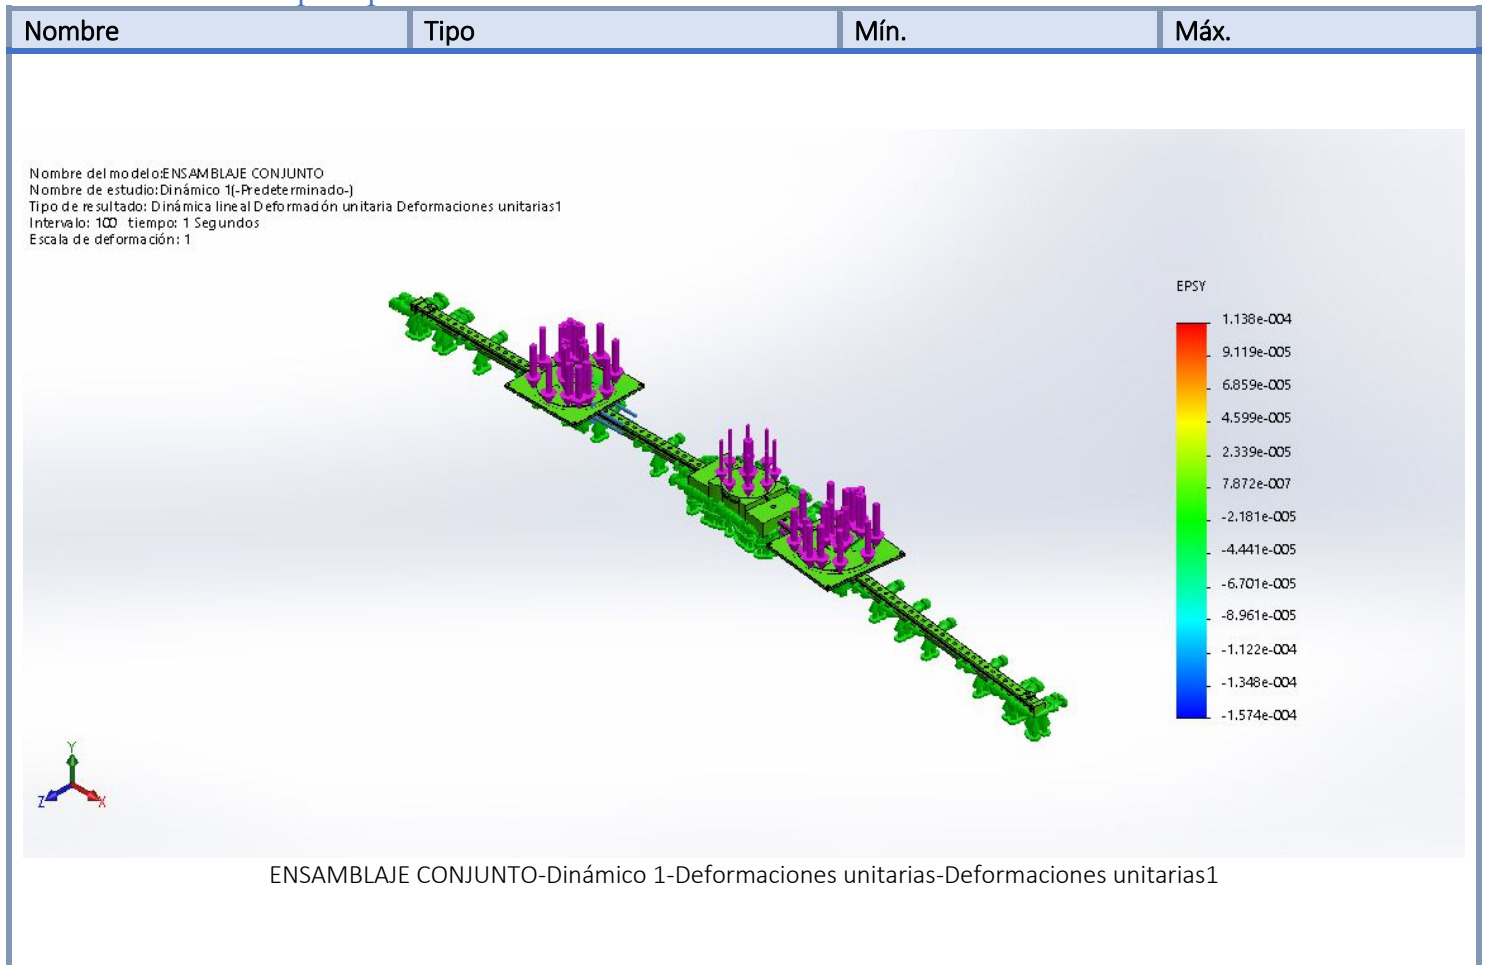 Nombre Tipo Mín. Máx.
Nombre del modelo:ENSAMBLAJE CONJUNTO
Nombre de estudio:Dinámico 1(-Predeterminado-)
Tipo de resultado: Dinámica lineal Deformación unitaria Deformaciones unitarias1
Intervalo: 100 tiempo: 1 Segundos
Escala de deformación: 1
EPSY
1.138e-004
9.119e-005
6.859e-005
4.599e-005
2.339e-005
7.872e-007
-2.181e-005
-4.441e-005
-6.701e-005
-8.961e-005
-1.122e-004
-1.348e-004
-1.574e-004
Y
Z X
ENSAMBLAJE CONJUNTO-Dinámico 1-Deformaciones unitarias-Deformaciones unitarias1